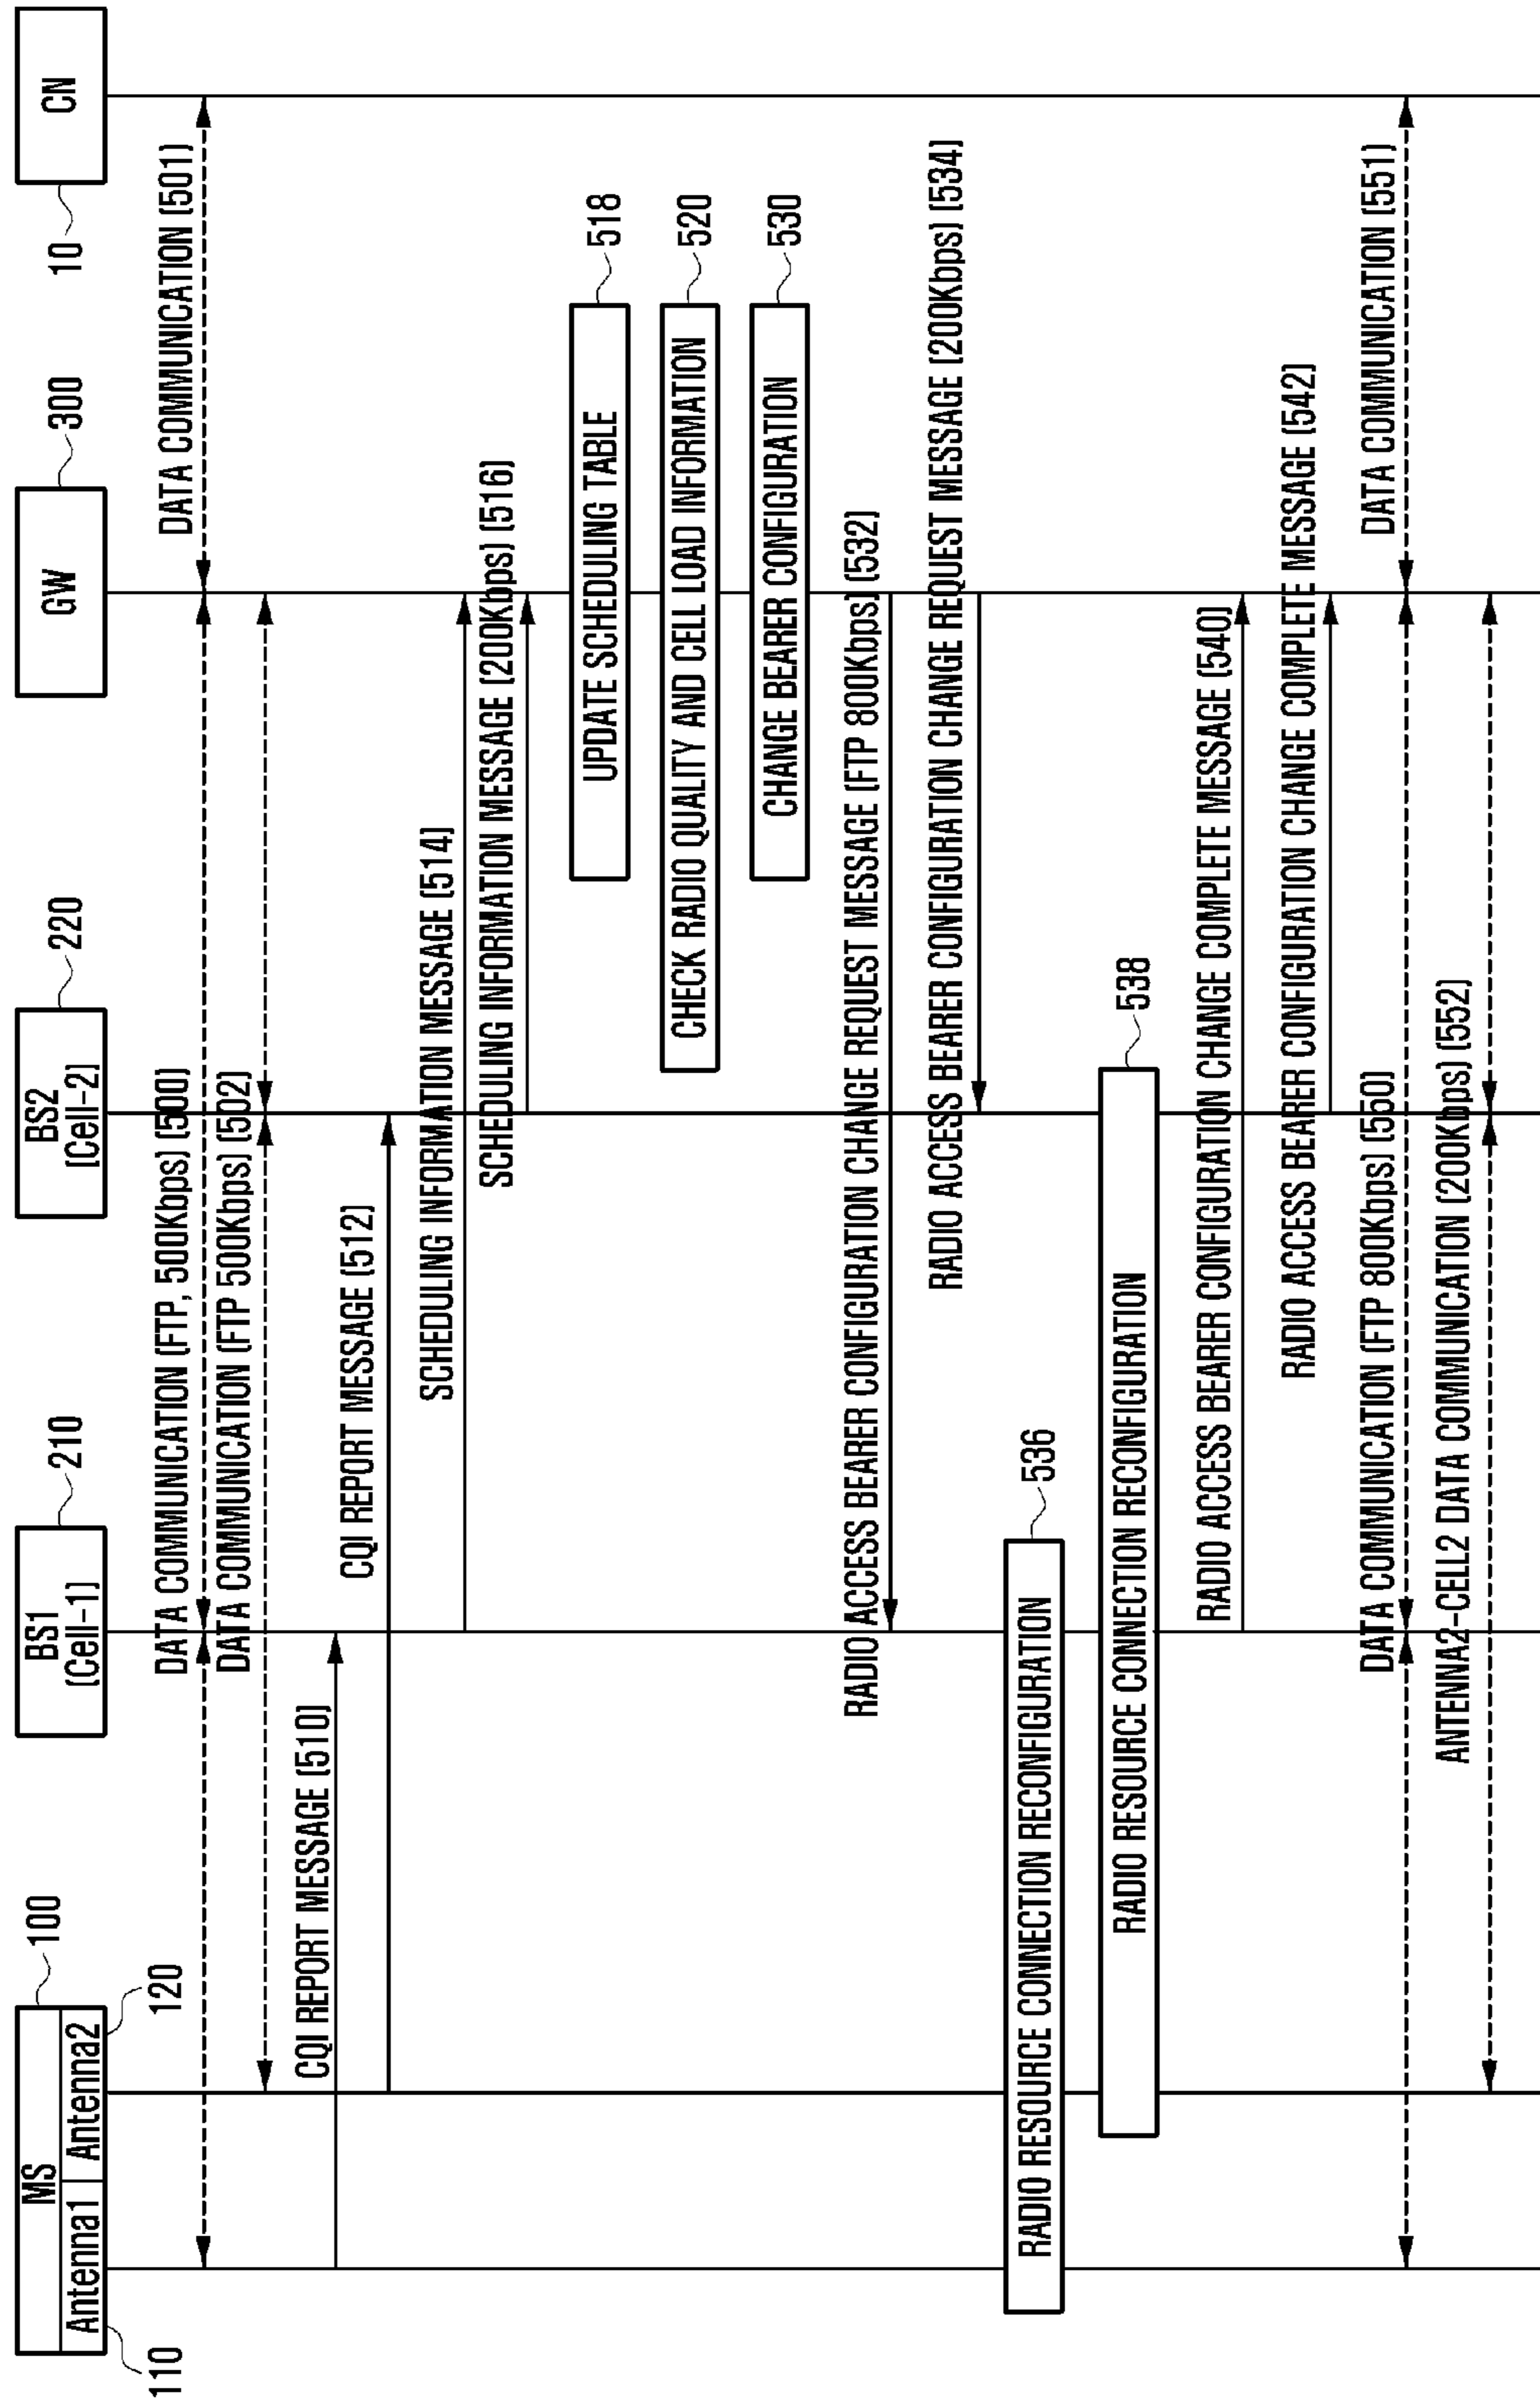 MS
100
Antenna1
Antenna2
110
120
BS1
(Cell-1)
210
BS2
(Cell-2)
220
GW
300
CN
10
DATA COMMUNICATION (FTP, 500Kbps) (500)
DATA COMMUNICATION (501)
DATA COMMUNICATION (FTP 500Kbps) (502)
CQI REPORT MESSAGE (510)
CQI REPORT MESSAGE (512)
SCHEDULING INFORMATION MESSAGE (514)
SCHEDULING INFORMATION MESSAGE (200Kbps) (516)
UPDATE SCHEDULING TABLE
518
CHECK RADIO QUALITY AND CELL LOAD INFORMATION
520
CHANGE BEARER CONFIGURATION
530
RADIO ACCESS BEARER CONFIGURATION CHANGE REQUEST MESSAGE (FTP 800Kbps) (532)
RADIO ACCESS BEARER CONFIGURATION CHANGE REQUEST MESSAGE (200Kbps) (534)
RADIO RESOURCE CONNECTION RECONFIGURATION
536
RADIO RESOURCE CONNECTION RECONFIGURATION
538
RADIO ACCESS BEARER CONFIGURATION CHANGE COMPLETE MESSAGE (540)
RADIO ACCESS BEARER CONFIGURATION CHANGE COMPLETE MESSAGE (542)
DATA COMMUNICATION (FTP 800Kbps) (550)
DATA COMMUNICATION (551)
ANTENNA2-CELL2 DATA COMMUNICATION (200Kbps) (552)